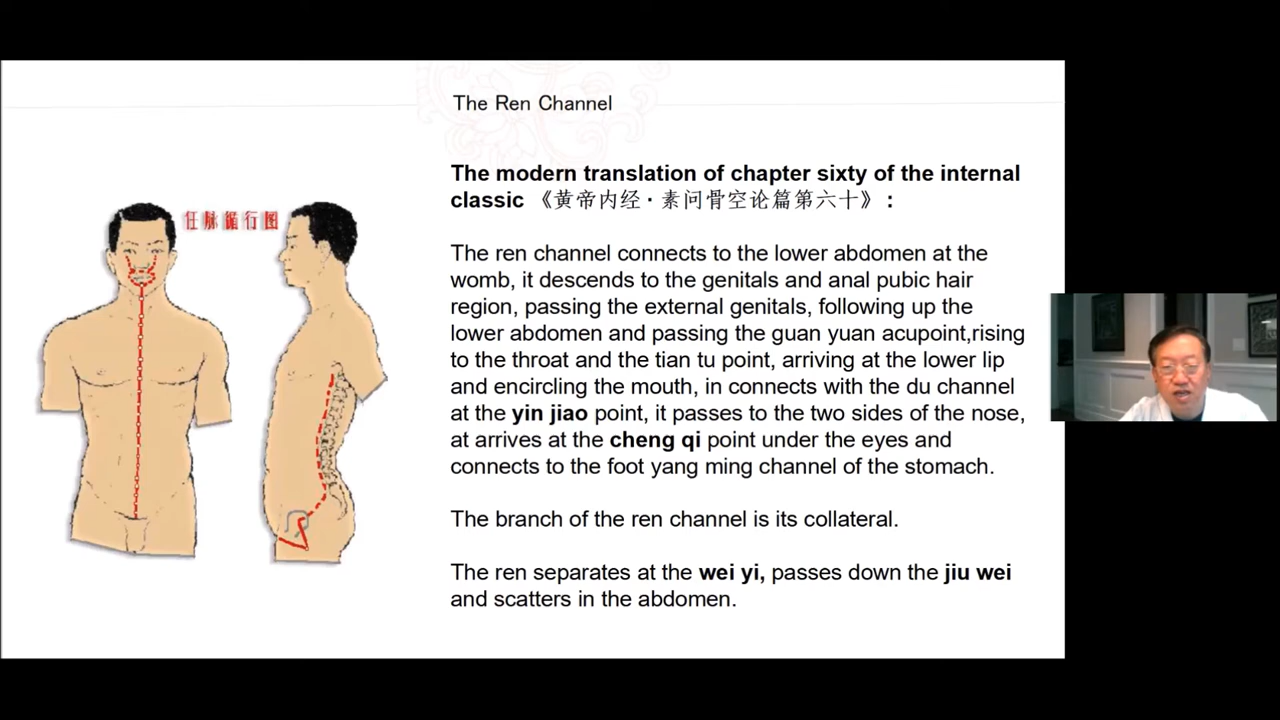 The Ren Channel
The modern translation of chapter sixty of the internal
classic 《黄帝内经·素问骨空论篇第六十》:
任脉循行图
The ren channel connects to the lower abdomen at the
womb, it descends to the genitals and anal pubic hair
region, passing the external genitals, following up the
lower abdomen and passing the guan yuan acupoint,rising
to the throat and the tian tu point, arriving at the lower lip
and encircling the mouth, in connects with the du channel
at the yin jiao point, it passes to the two sides of the nose,
at arrives at the cheng qi point under the eyes and
connects to the foot yang ming channel of the stomach.
The branch of the ren channel is its collateral.
The ren separates at the wei yi, passes down the jiu wei
and scatters in the abdomen.